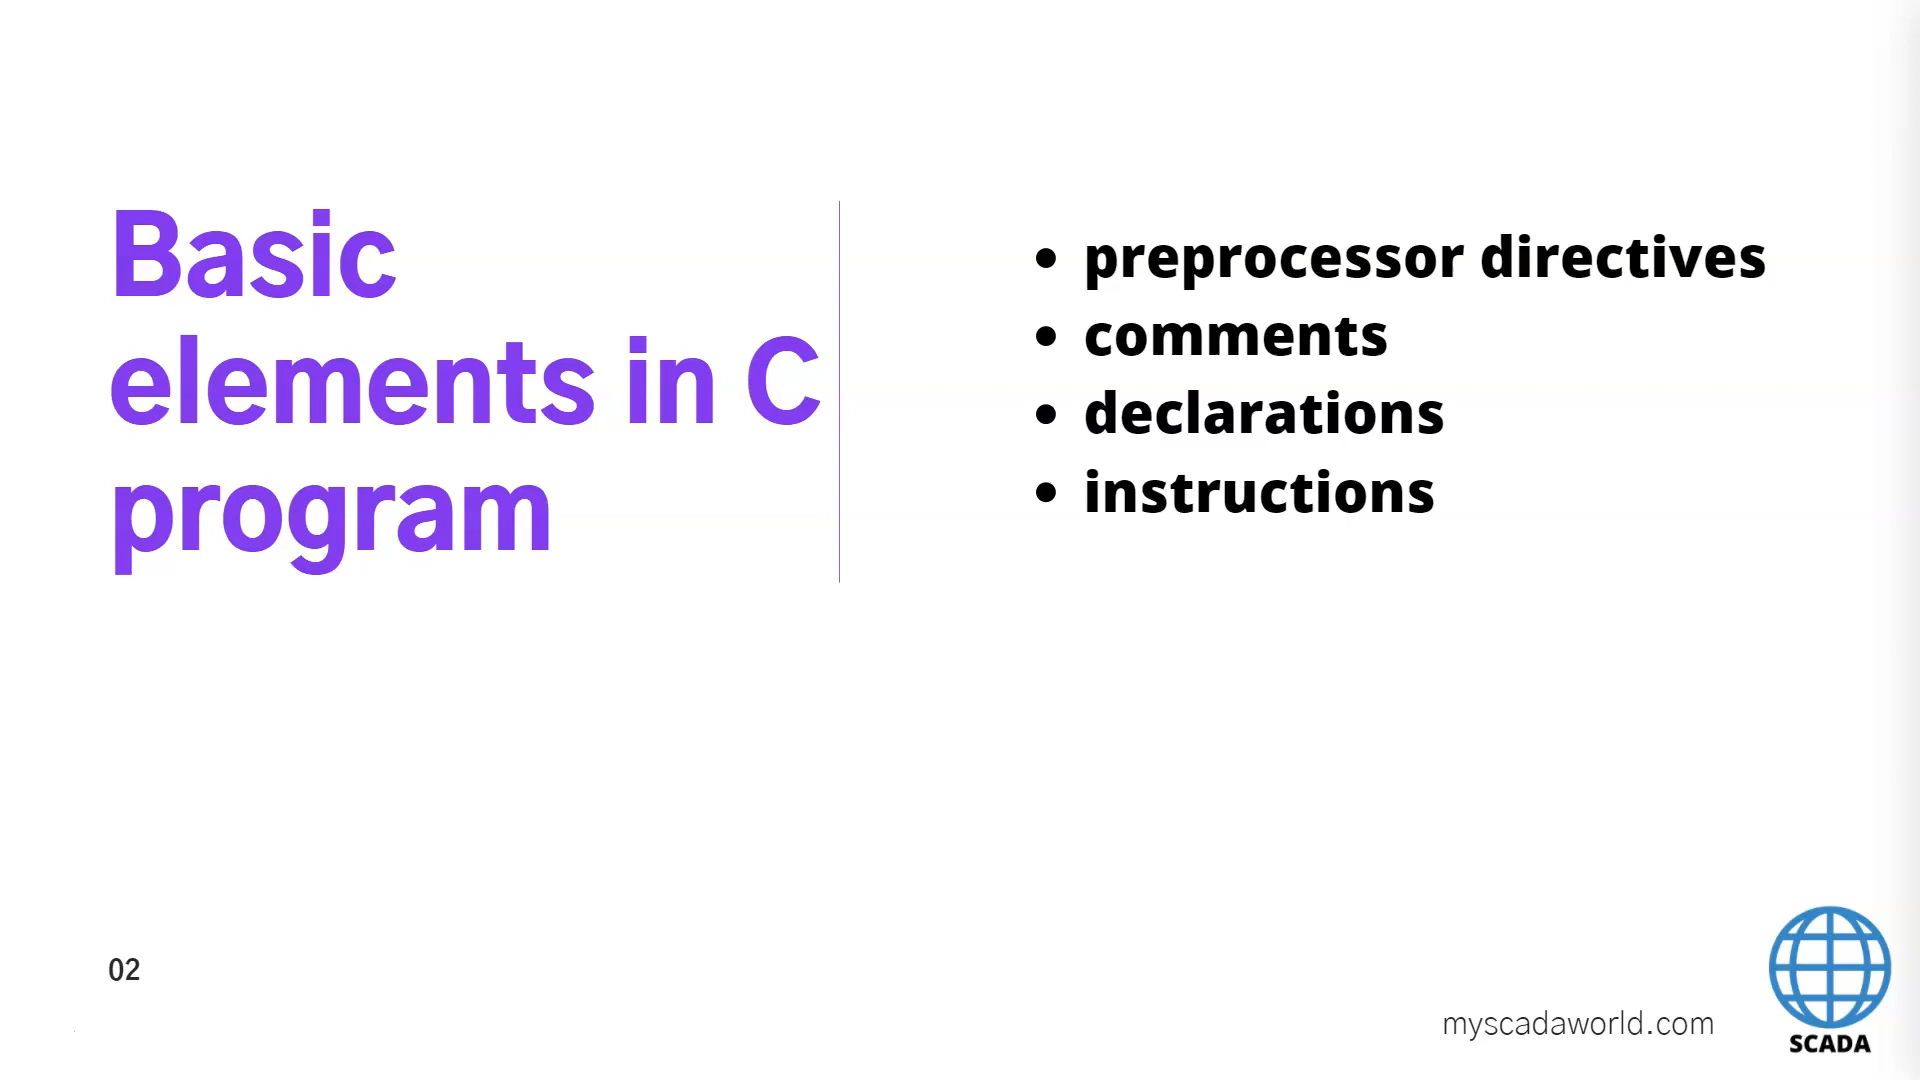 Basic
elements in C
program
• preprocessor directives
• comments
• declarations
• instructions
02
myscadaworld.com
SCADA